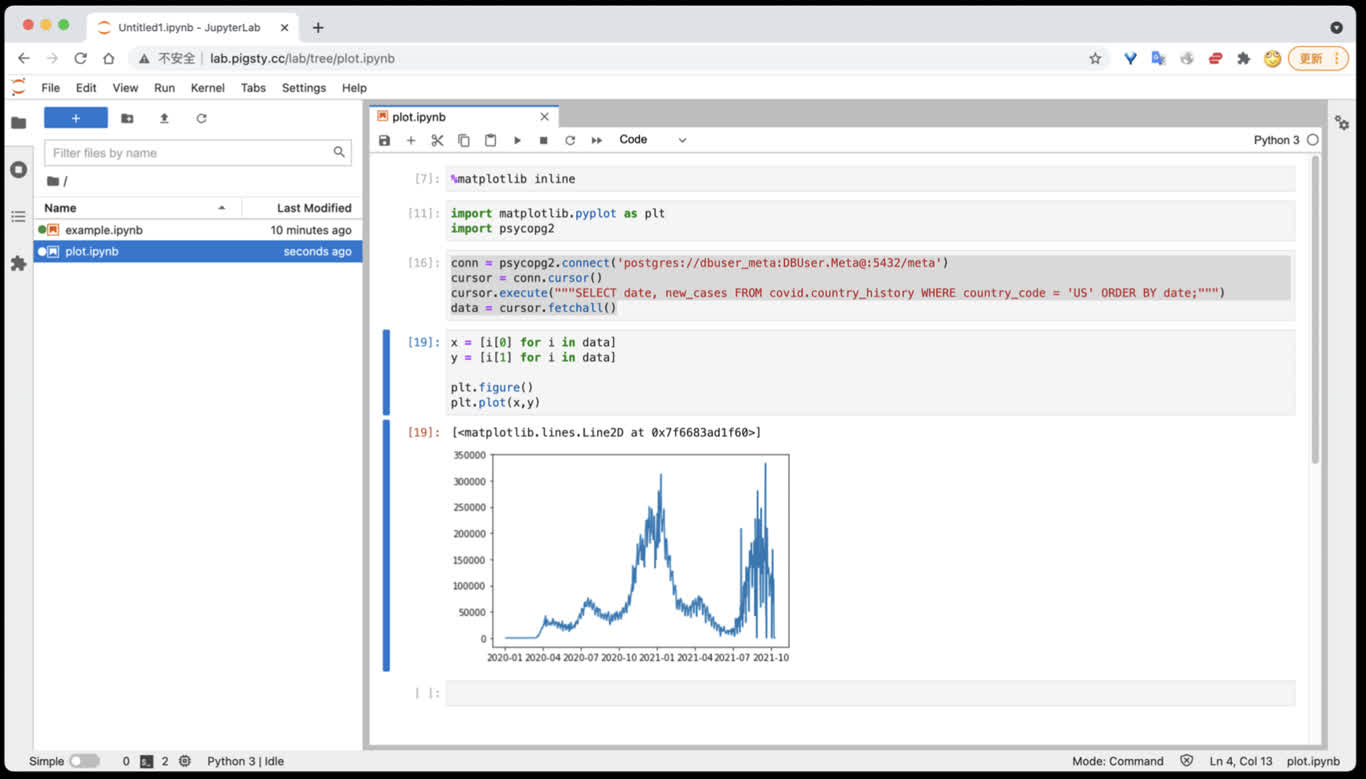 Untitled1.ipynb - JupyterLab
不安全 lab.pigsty.cc/lab/tree/plot.ipynb
更新
File Edit View Run Kernel Tabs Settings Help
+
Filter files by name
/
Name Last Modified
example.ipynb 10 minutes ago
plot.ipynb seconds ago
plot.ipynb
Code
Python 3
[7]: %matplotlib inline
[11]: import matplotlib.pyplot as plt
import psycopg2
[16]: conn = psycopg2.connect('postgres://dbuser_meta:DBUser.Meta@:5432/meta')
cursor = conn.cursor()
cursor.execute("""SELECT date, new_cases FROM covid.country_history WHERE country_code = 'US' ORDER BY date;""")
data = cursor.fetchall()
[19]: x = [i[0] for i in data]
y = [i[1] for i in data]
plt.figure()
plt.plot(x,y)
[19]: [<matplotlib.lines.Line2D at 0x7f6683ad1f60>]
350000
300000
250000
200000
150000
100000
50000
0
2020-01 2020-04 2020-07 2020-10 2021-01 2021-04 2021-07 2021-10
[ ]:
Simple 0 2 Python 3 | Idle
Mode: Command Ln 4, Col 13 plot.ipynb